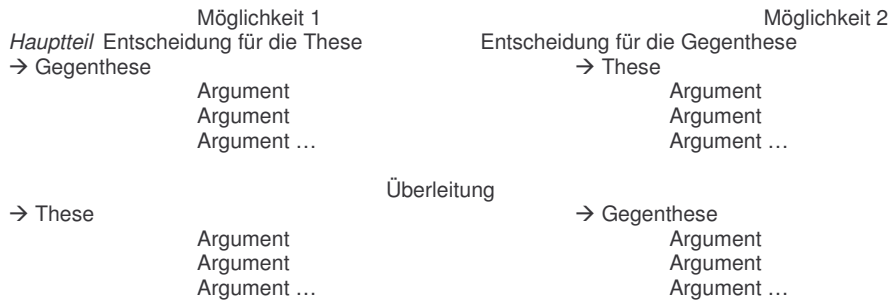 Möglichkeit 1 Möglichkeit 2
Hauptteil Entscheidung für die These Entscheidung für die Gegenthese
→ Gegenthese → These
Argument Argument
Argument Argument
Argument … Argument …
Überleitung
→ These → Gegenthese
Argument Argument
Argument Argument
Argument … Argument …